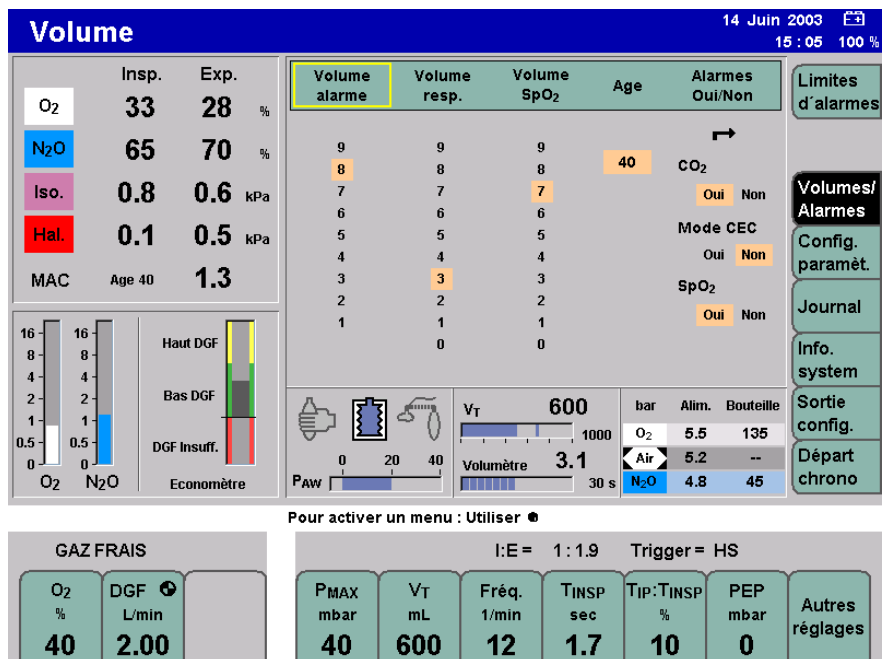 Volume
14 Juin 2003
15 : 05 100 %
Insp. Exp.
O2 33 28 %
N2O 65 70 %
Iso. 0.8 0.6 kPa
Hal. 0.1 0.5 kPa
MAC Age 40 1.3
Volume alarme
Volume resp.
Volume SpO2
Age
Alarmes Oui/Non
9 9 9
8 8 8
7 7 7
6 6 6
5 5 5
4 4 4
3 3 3
2 2 2
1 1 1
0 0
40
CO2
Oui Non
Mode CEC
Oui Non
SpO2
Oui Non
Limites d´alarmes
Volumes/ Alarmes
Config. paramèt.
Journal
Info. system
Sortie config.
Départ chrono
16 16
8 8
4 4
2 2
1 1
0.5 0.5
0 0
O2 N2O
Haut DGF
Bas DGF
DGF Insuff.
Economètre
0 20 40
PAW
VT 600
1000
Volumètre 3.1
30 s
bar Alim. Bouteille
O2 5.5 135
Air 5.2 --
N2O 4.8 45
Pour activer un menu : Utiliser
GAZ FRAIS
O2 % 40
DGF L/min 2.00
I:E = 1 : 1.9 Trigger = HS
PMAX mbar 40
VT mL 600
Fréq. 1/min 12
TINSP sec 1.7
TIP:TINSP % 10
PEP mbar 0
Autres réglages